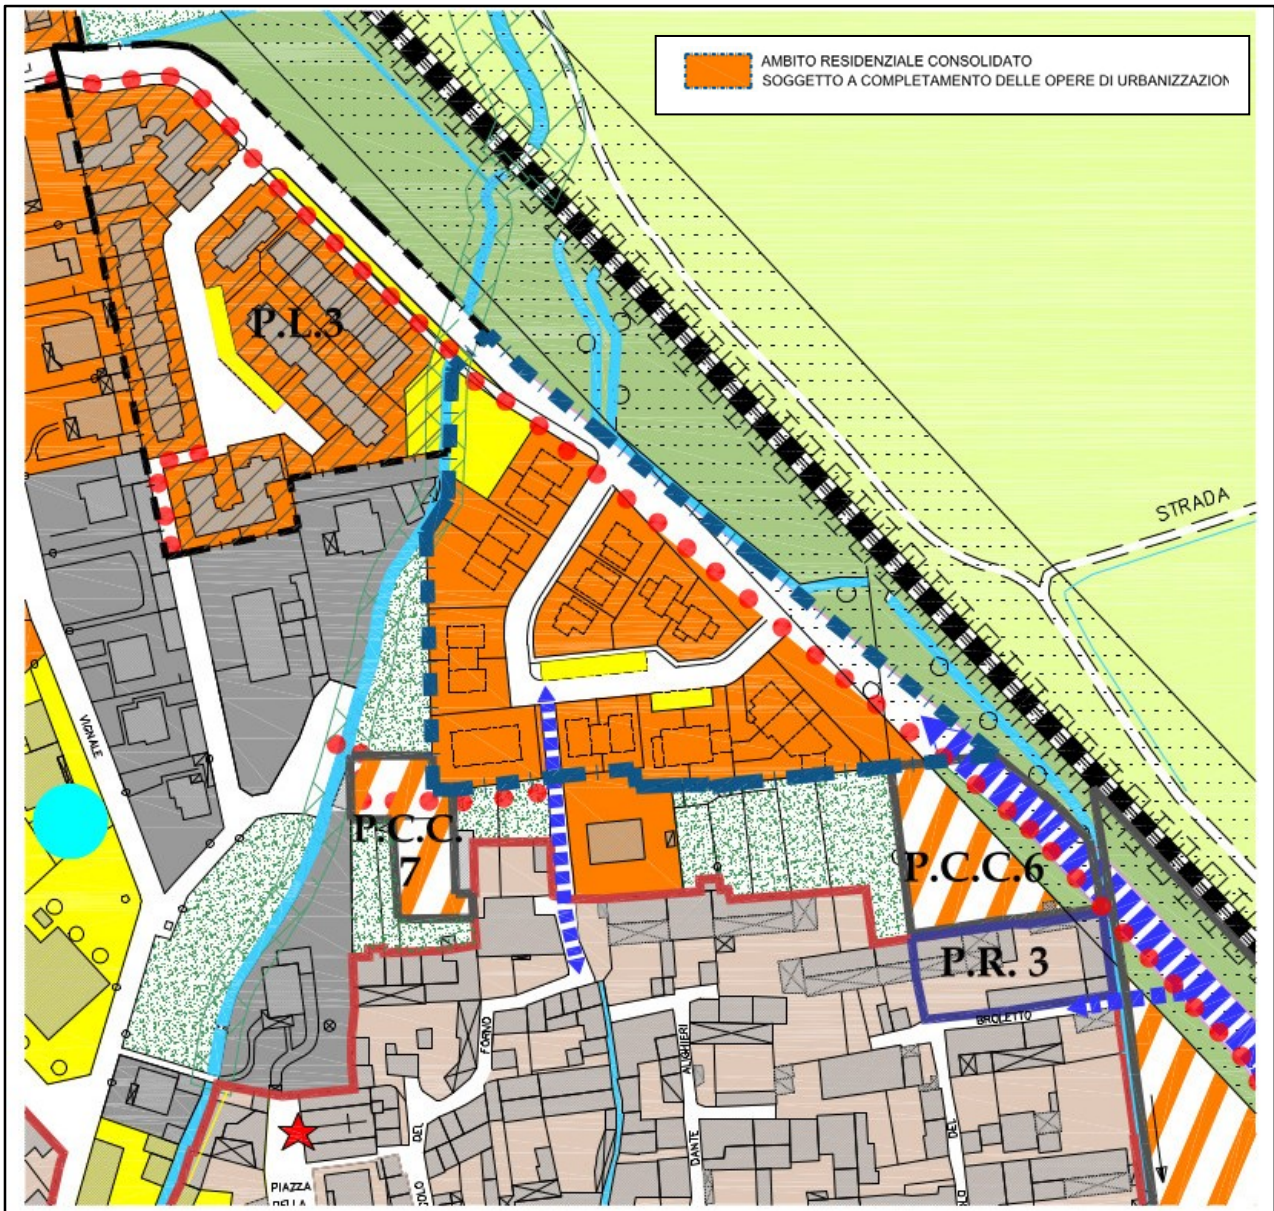 AMBITO RESIDENZIALE CONSOLIDATO
SOGGETTO A COMPLETAMENTO DELLE OPERE DI URBANIZZAZION
P.L.3
STRADA
VIGNALE
P.C.C.
7
P.C.C.6
P.R. 3
BROLETTO
FORNO
DEL
ALIGHIERI
DANTE
DEL
PIAZZA
DELLA